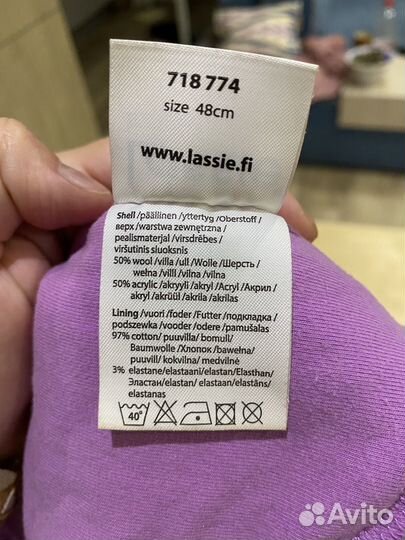 718 774
size 48cm
www.lassie.fi
Shell /päällinen /yttertyg /Oberstoff /
верх /warstwa zewnętrzna /
pealismaterjal /virsdrēbes /
viršutinis sluoksnis
50% wool /villa /ull /Wolle /Шерсть /
wełna /villi /vilna /vilna
50% acrylic /akryyli /akryl /Acryl /Акрил /
akryl /akrüül /akrila /akrilas
Lining /vuori /foder /Futter /подкладка /
podszewka /vooder /odere /pamušalas
97% cotton/ puuvilla/ bomull/
Baumwolle /Хлопок /bawełna/
puuvill/ kokvilna/ medvilnė
3% elastane/elastaani/elastan/Elasthan/
Эластан/elastan/elastaan/elastāns/
elastanas
40°
Avito